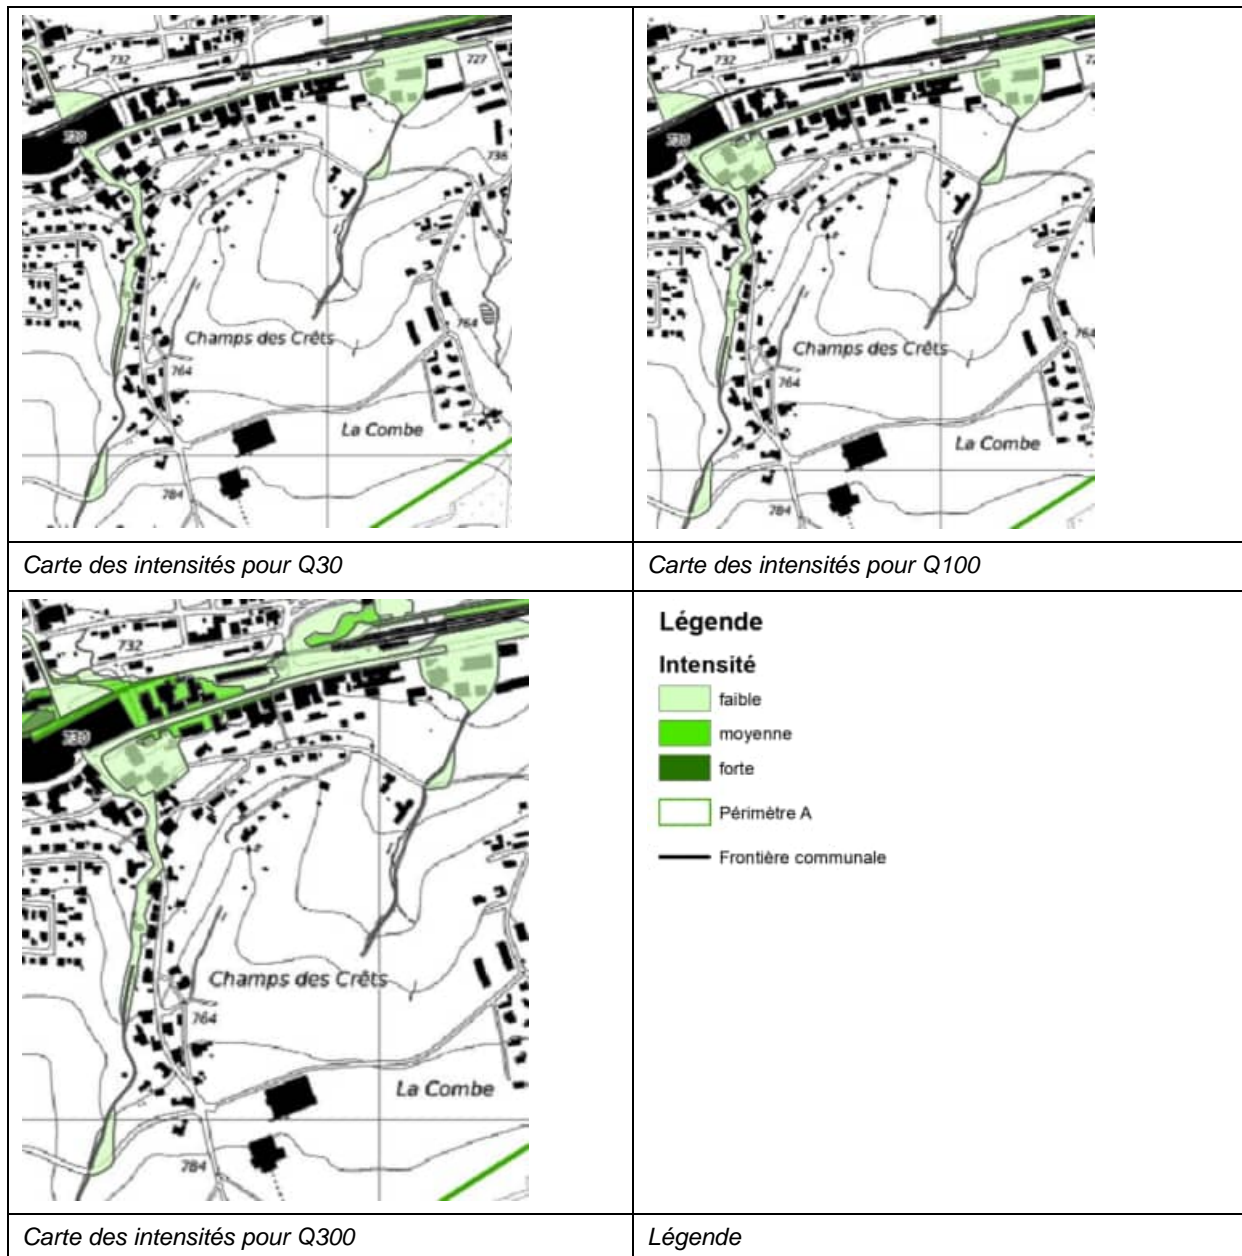 732
727
730
736
Champs des Crêts
764
764
La Combe
784
Carte des intensités pour Q30
732
730
Champs des Crêts
764
764
La Combe
784
Carte des intensités pour Q100
732
730
Champs des Crêts
764
La Combe
784
Carte des intensités pour Q300
Légende
Intensité
faible
moyenne
forte
Périmètre A
Frontière communale
Légende